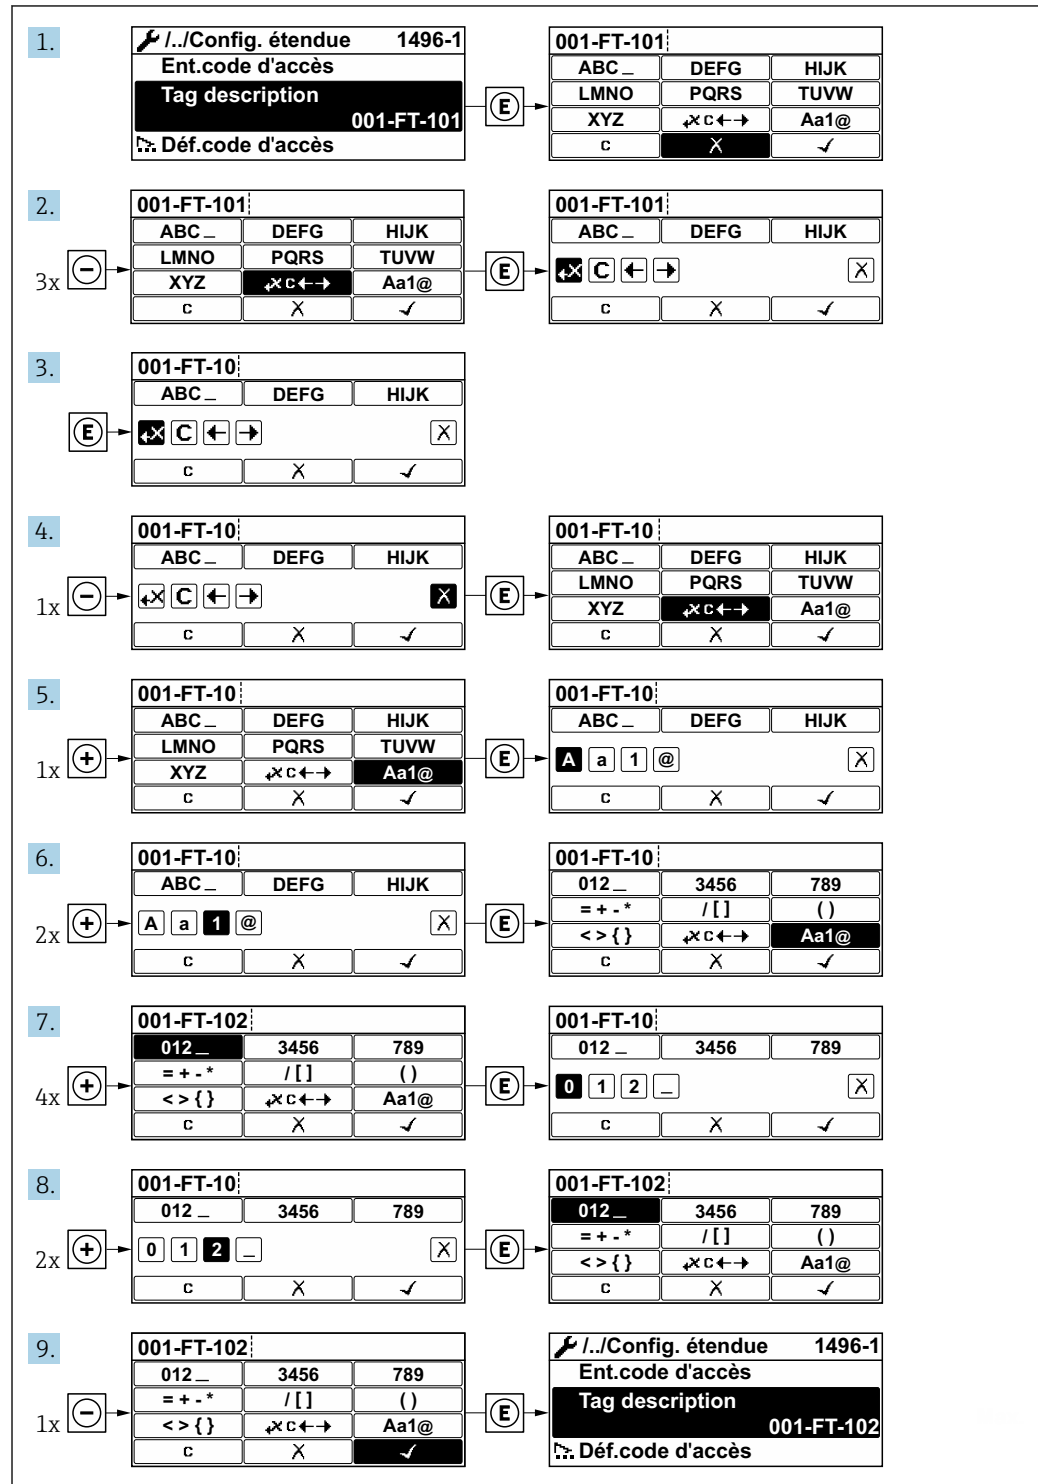 1.
/../Config. étendue 1496-1
Ent.code d'accès
Tag description
001-FT-101
Déf.code d'accès
E
001-FT-101
ABC_ DEFG HIJK
LMNO PQRS TUVW
XYZ C←→ Aa1@
C X ✓
2.
3x −
001-FT-101
ABC_ DEFG HIJK
LMNO PQRS TUVW
XYZ C←→ Aa1@
C X ✓
E
001-FT-101
ABC_ DEFG HIJK
C ← → X
C X ✓
3.
E
001-FT-10
ABC_ DEFG HIJK
C ← → X
C X ✓
4.
1x −
001-FT-10
ABC_ DEFG HIJK
C ← → X
C X ✓
E
001-FT-10
ABC_ DEFG HIJK
LMNO PQRS TUVW
XYZ C←→ Aa1@
C X ✓
5.
1x +
001-FT-10
ABC_ DEFG HIJK
LMNO PQRS TUVW
XYZ C←→ Aa1@
C X ✓
E
001-FT-10
ABC_ DEFG HIJK
A a 1 @ X
C X ✓
6.
2x +
001-FT-10
ABC_ DEFG HIJK
A a 1 @ X
C X ✓
E
001-FT-10
012_ 3456 789
= + - * / [ ] ( )
< > { } C←→ Aa1@
C X ✓
7.
4x +
001-FT-102
012_ 3456 789
= + - * / [ ] ( )
< > { } C←→ Aa1@
C X ✓
E
001-FT-10
012_ 3456 789
0 1 2 _ X
C X ✓
8.
2x +
001-FT-10
012_ 3456 789
0 1 2 _ X
C X ✓
E
001-FT-102
012_ 3456 789
= + - * / [ ] ( )
< > { } C←→ Aa1@
C X ✓
9.
1x −
001-FT-102
012_ 3456 789
= + - * / [ ] ( )
< > { } C←→ Aa1@
C X ✓
E
/../Config. étendue 1496-1
Ent.code d'accès
Tag description
001-FT-102
Déf.code d'accès